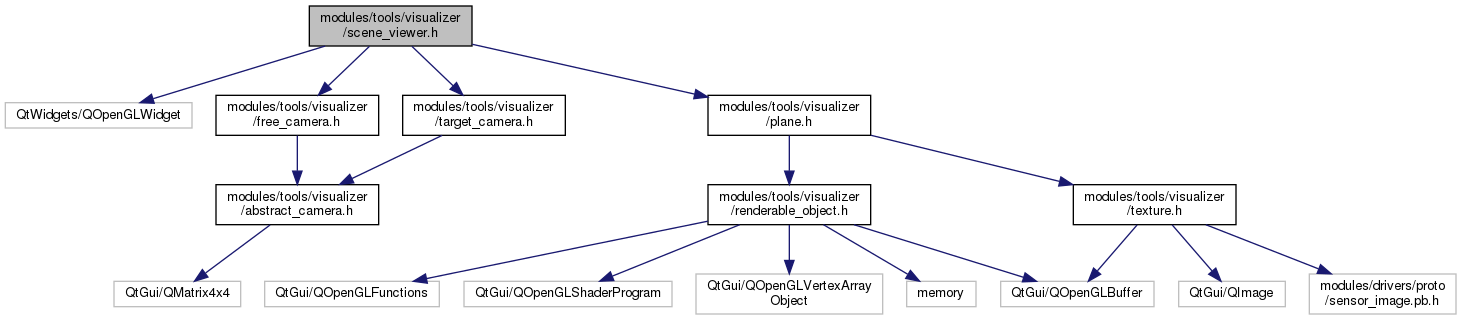 modules/tools/visualizer
/scene_viewer.h
QtWidgets/QOpenGLWidget
modules/tools/visualizer
/free_camera.h
modules/tools/visualizer
/target_camera.h
modules/tools/visualizer
/plane.h
modules/tools/visualizer
/abstract_camera.h
modules/tools/visualizer
/renderable_object.h
modules/tools/visualizer
/texture.h
QtGui/QMatrix4x4
QtGui/QOpenGLFunctions
QtGui/QOpenGLShaderProgram
QtGui/QOpenGLVertexArray
Object
memory
QtGui/QOpenGLBuffer
QtGui/QImage
modules/drivers/proto
/sensor_image.pb.h